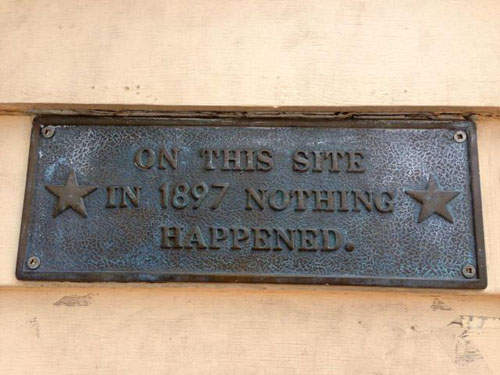 ON THIS SITE
IN 1897 NOTHING
HAPPENED.